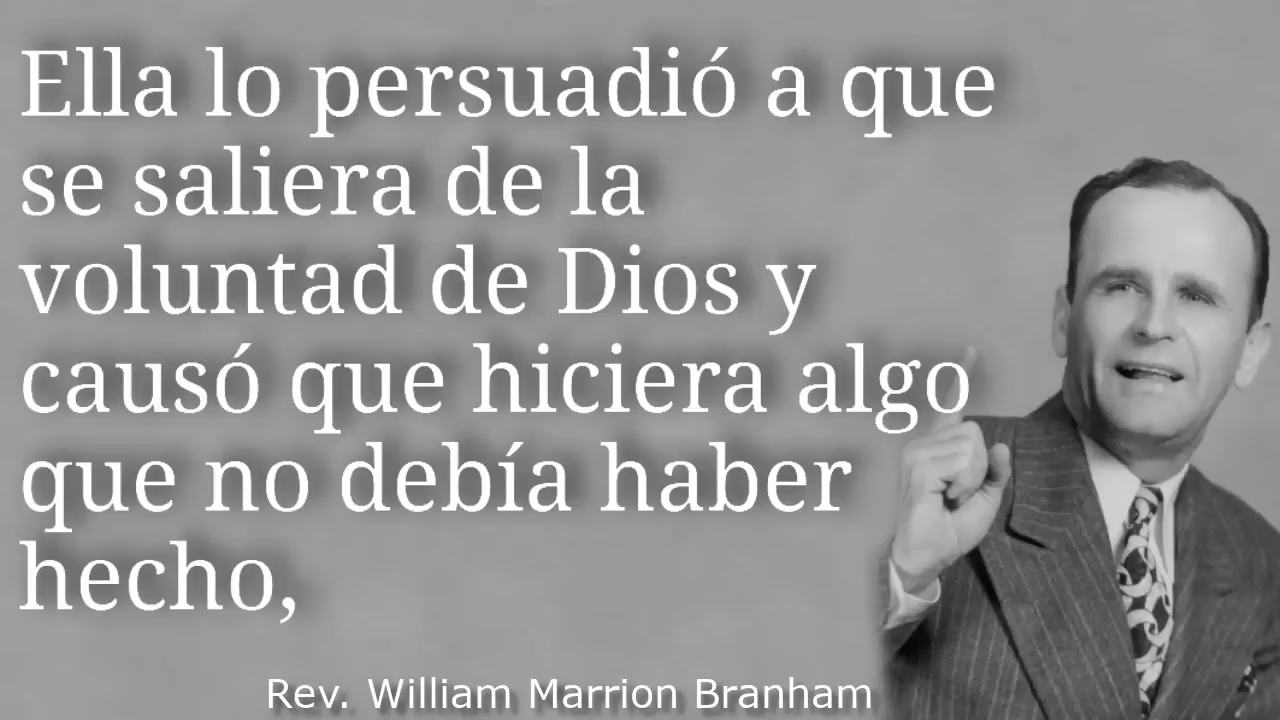 Ella lo persuadió a que
se saliera de la
voluntad de Dios y
causó que hiciera algo
que no debía haber
hecho,
Rev. William Marrion Branham